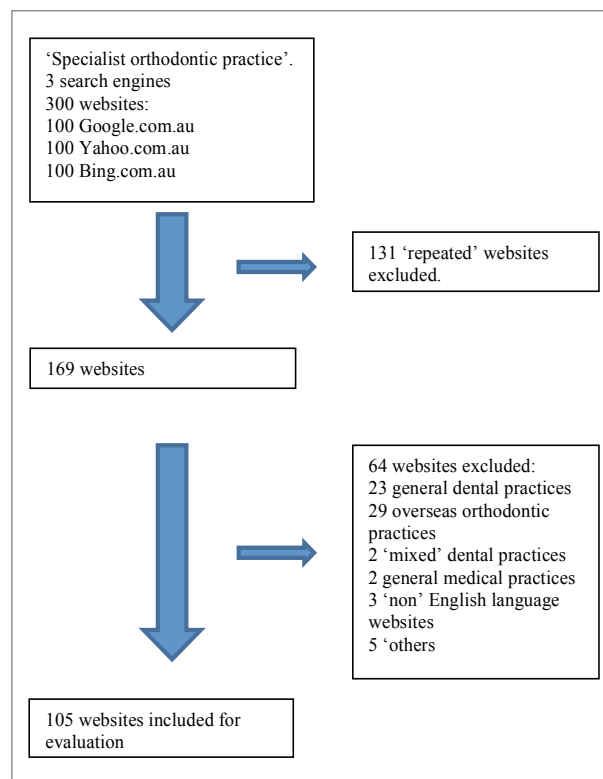 ‘Specialist orthodontic practice’.
3 search engines
300 websites:
100 Google.com.au
100 Yahoo.com.au
100 Bing.com.au
131 ‘repeated’ websites
excluded.
169 websites
64 websites excluded:
23 general dental practices
29 overseas orthodontic
practices
2 ‘mixed’ dental practices
2 general medical practices
3 ‘non’ English language
websites
5 ‘others
105 websites included for
evaluation